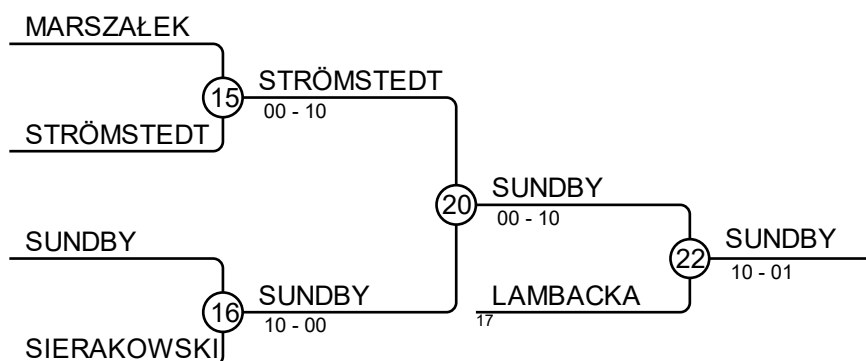 MARSZAŁEK
15
STRÖMSTEDT
00 - 10
STRÖMSTEDT
20
SUNDBY
00 - 10
SUNDBY
22
SUNDBY
10 - 01
16
SUNDBY
10 - 00
LAMBACKA
17
SIERAKOWSKI